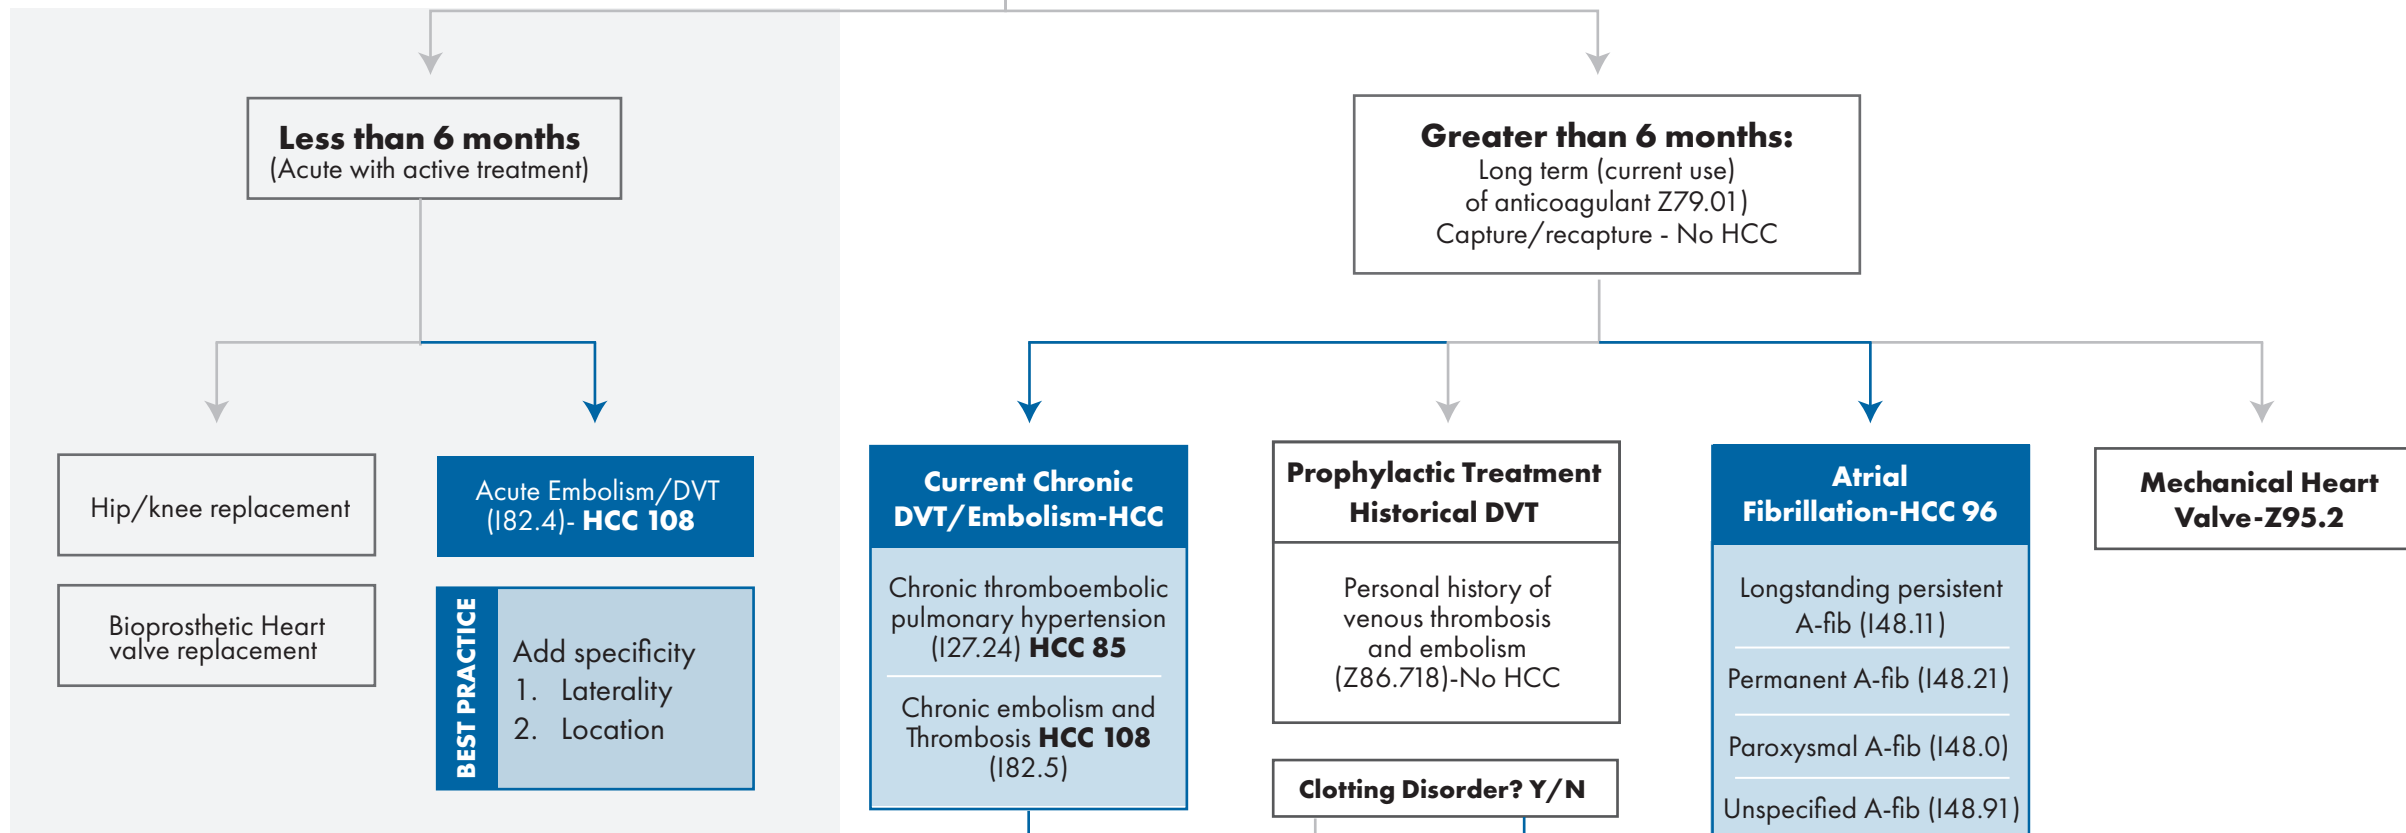 Less than 6 months
(Acute with active treatment)
Greater than 6 months:
Long term (current use)
of anticoagulant Z79.01)
Capture/recapture - No HCC
Hip/knee replacement
Bioprosthetic Heart
valve replacement
Acute Embolism/DVT
(I82.4)- HCC 108
BEST PRACTICE
Add specificity
1. Laterality
2. Location
Current Chronic
DVT/Embolism-HCC
Chronic thromboembolic
pulmonary hypertension
(I27.24) HCC 85
Chronic embolism and
Thrombosis HCC 108
(I82.5)
Prophylactic Treatment
Historical DVT
Personal history of
venous thrombosis
and embolism
(Z86.718)-No HCC
Clotting Disorder? Y/N
Atrial
Fibrillation-HCC 96
Longstanding persistent
A-fib (I48.11)
Permanent A-fib (I48.21)
Paroxysmal A-fib (I48.0)
Unspecified A-fib (I48.91)
Mechanical Heart
Valve-Z95.2